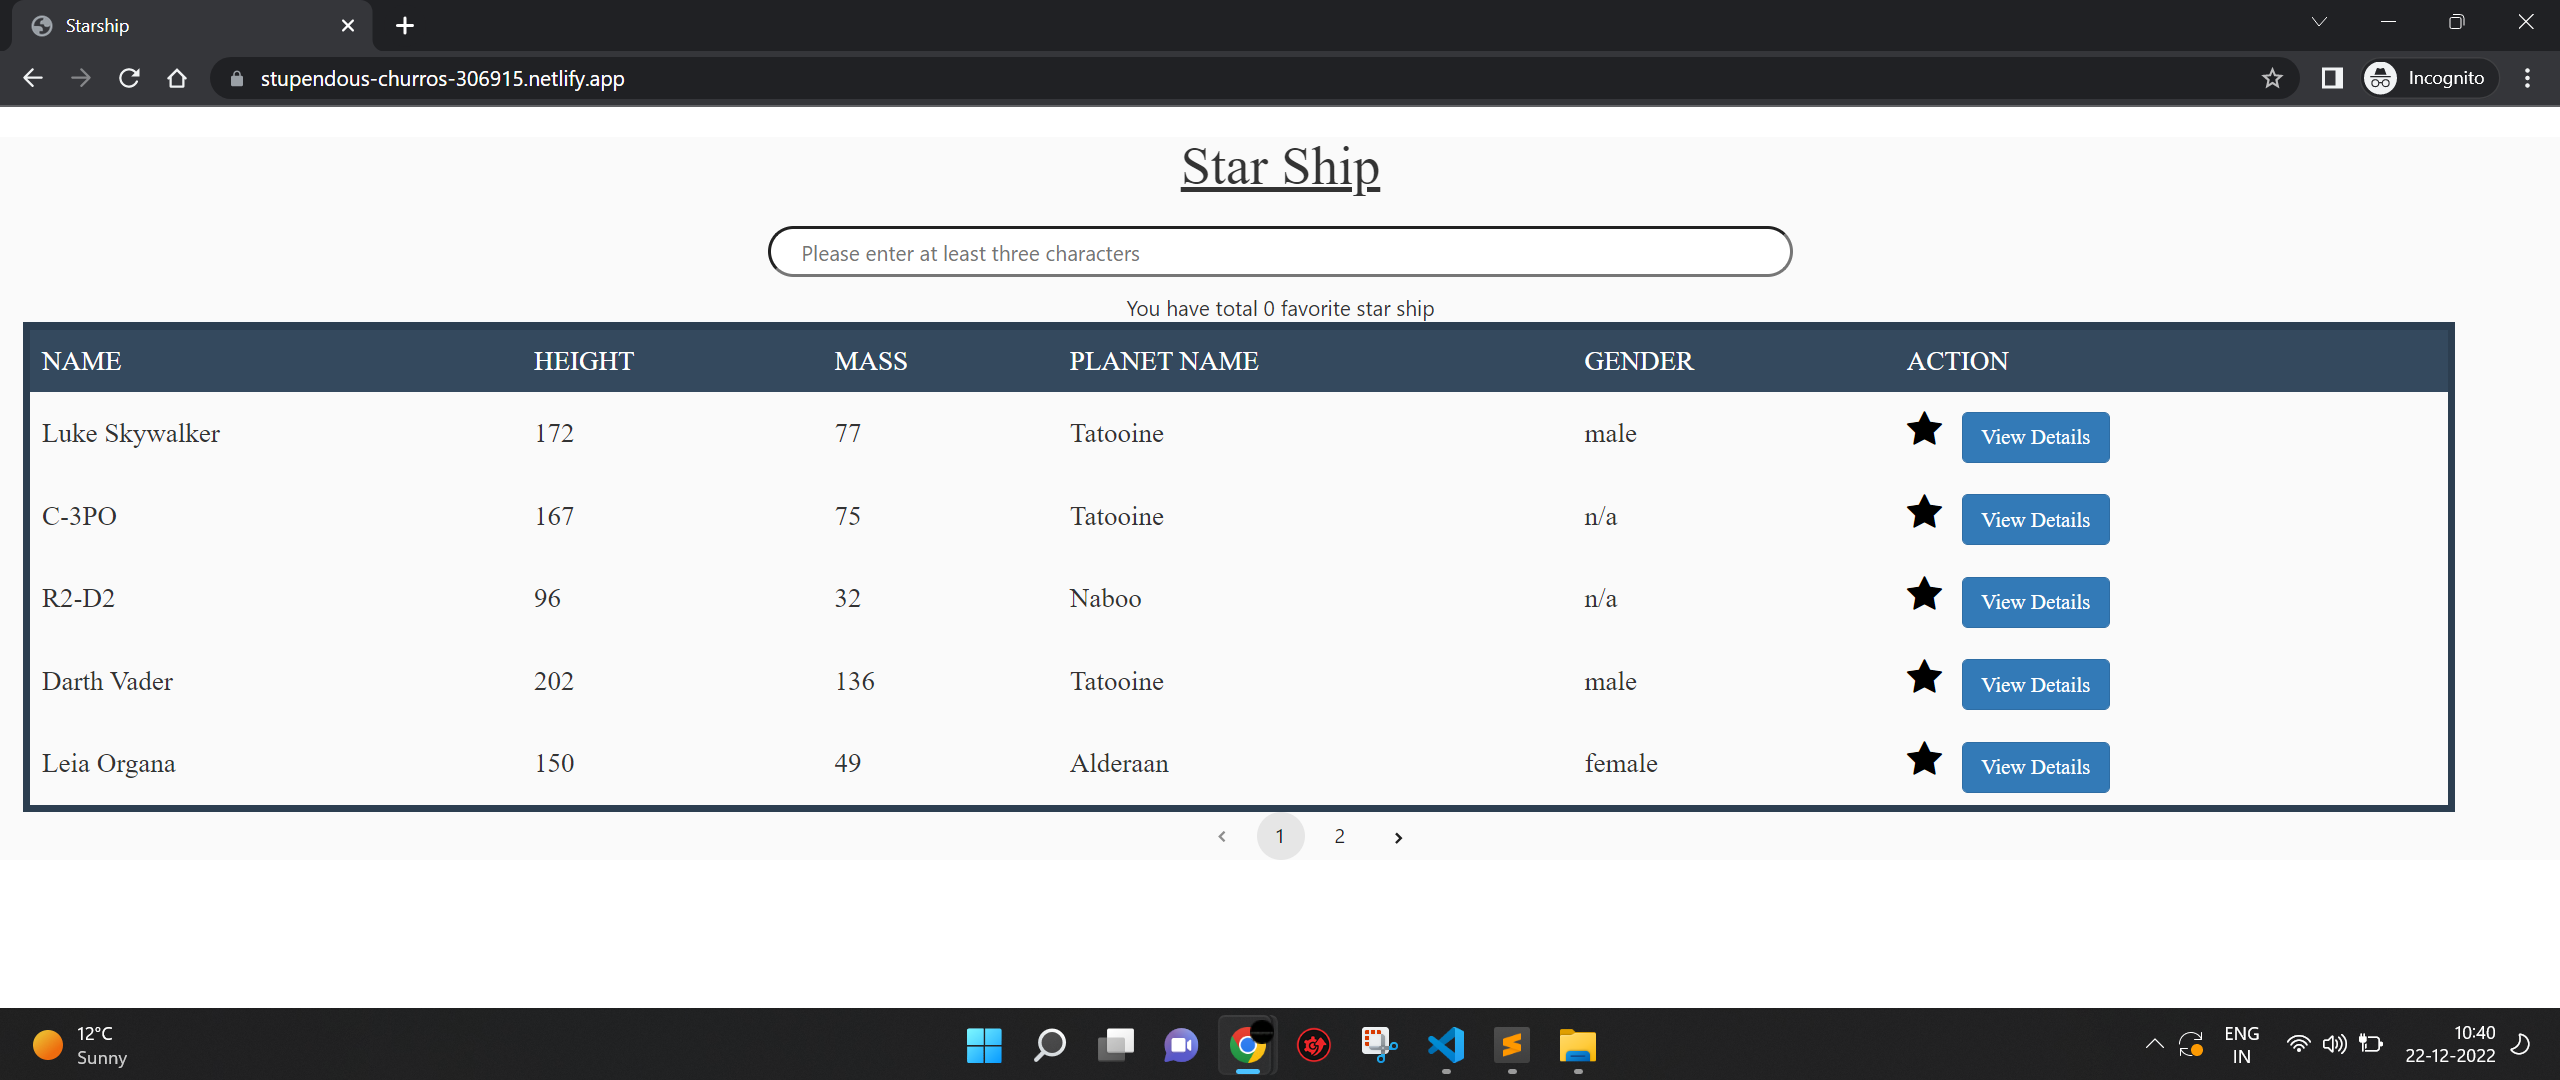 Starship
stupendous-churros-306915.netlify.app
Incognito
Star Ship
Please enter at least three characters
You have total 0 favorite star ship
NAME HEIGHT MASS PLANET NAME GENDER ACTION
Luke Skywalker 172 77 Tatooine male View Details
C-3PO 167 75 Tatooine n/a View Details
R2-D2 96 32 Naboo n/a View Details
Darth Vader 202 136 Tatooine male View Details
Leia Organa 150 49 Alderaan female View Details
1 2
12°C
Sunny
ENG
IN
10:40
22-12-2022